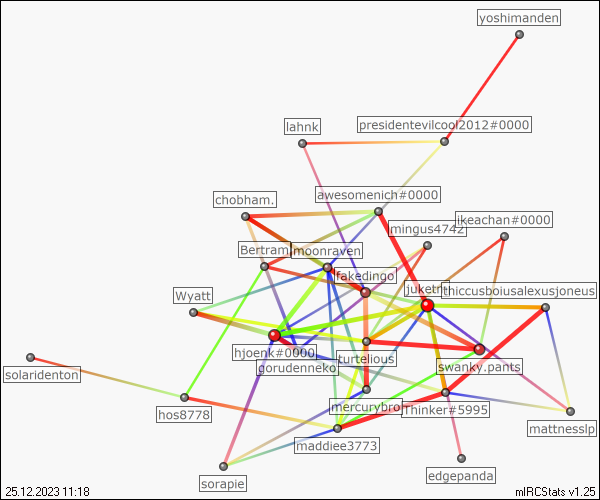 yoshimanden
presidentevilcool2012#0000
lahnk
awesomenich#0000
chobham.
ikeachan#0000
mingus4742
Bertram
moonraven
fakedingo
thiccusboiusalexusjoneus
Wyatt
hjoenk#0000
turtelious
swanky.pants
gorudenneko
solaridenton
hos8778
mercurybro
Thinker#5995
mattnesslp
maddiee3773
edgepanda
sorapie
25.12.2023 11:18
mIRCStats v1.25